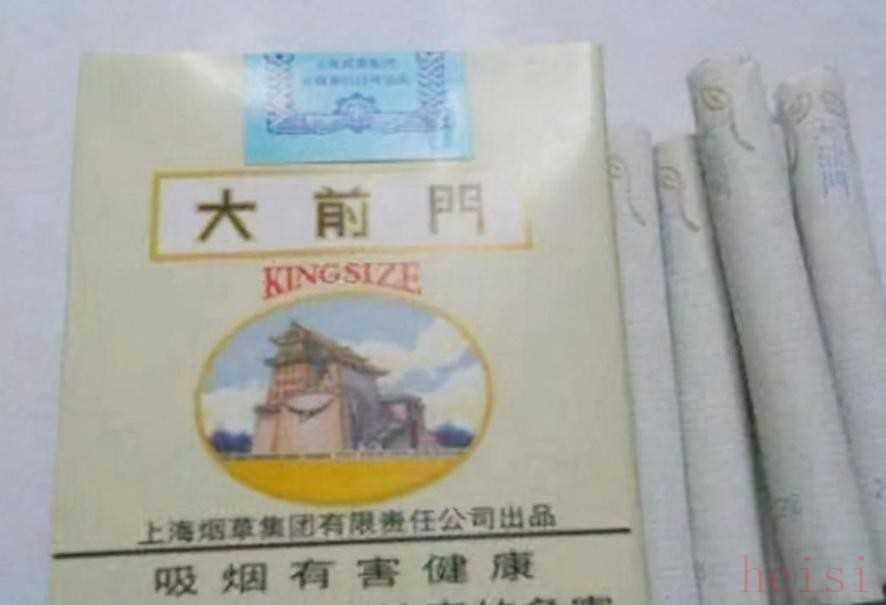 大前門
KINGSIZE
上海烟草集团有限责任公司出品
吸烟有害健康
heisi